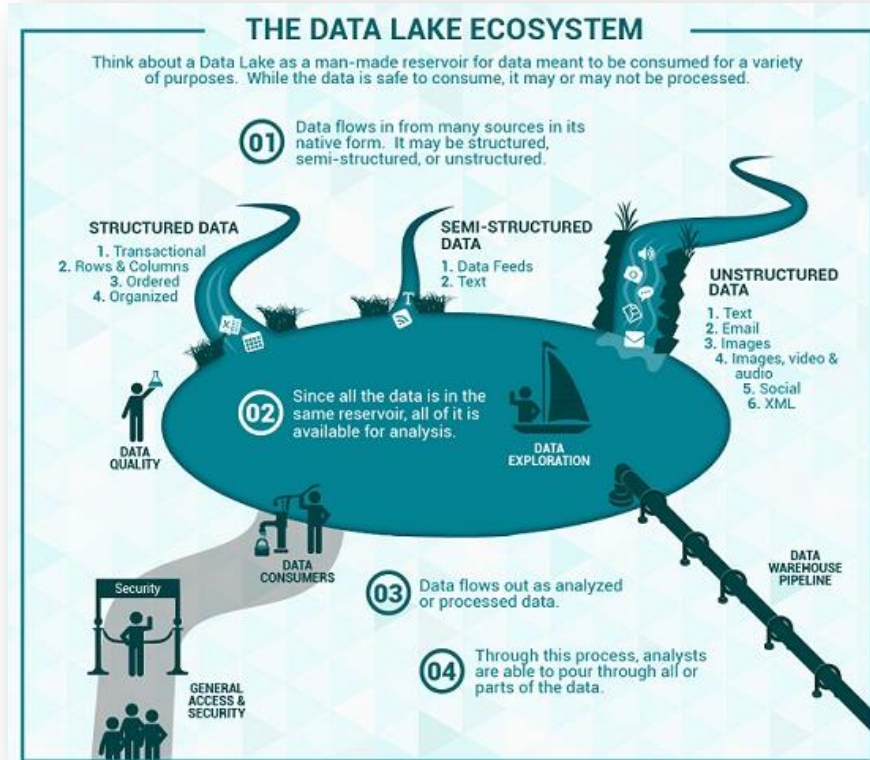 THE DATA LAKE ECOSYSTEM
Think about a Data Lake as a man-made reservoir for data meant to be consumed for a variety
of purposes. While the data is safe to consume, it may or may not be processed.
01
Data flows in from many sources in its
native form. It may be structured,
semi-structured, or unstructured.
STRUCTURED DATA
1. Transactional
2. Rows & Columns
3. Ordered
4. Organized
SEMI-STRUCTURED
DATA
1. Data Feeds
2. Text
T
UNSTRUCTURED
DATA
1. Text
2. Email
3. Images
4. Images, video &
audio
5. Social
6. XML
X
DATA
QUALITY
02
Since all the data is in the
same reservoir, all of it is
available for analysis.
DATA
EXPLORATION
DATA
CONSUMERS
DATA
WAREHOUSE
PIPELINE
03
Data flows out as analyzed
or processed data.
Security
04
Through this process, analysts
are able to pour through all or
parts of the data.
GENERAL
ACCESS &
SECURITY